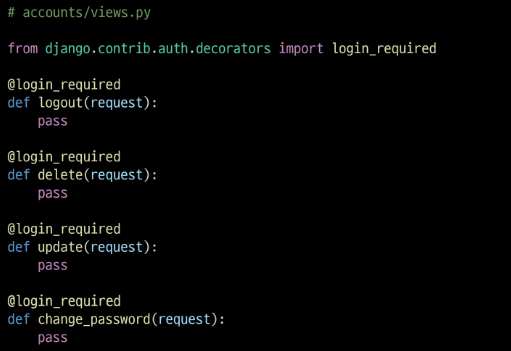 # accounts/views.py
from django.contrib.auth.decorators import login_required
@login_required
def logout(request):
    pass
@login_required
def delete(request):
    pass
@login_required
def update(request):
    pass
@login_required
def change_password(request):
    pass